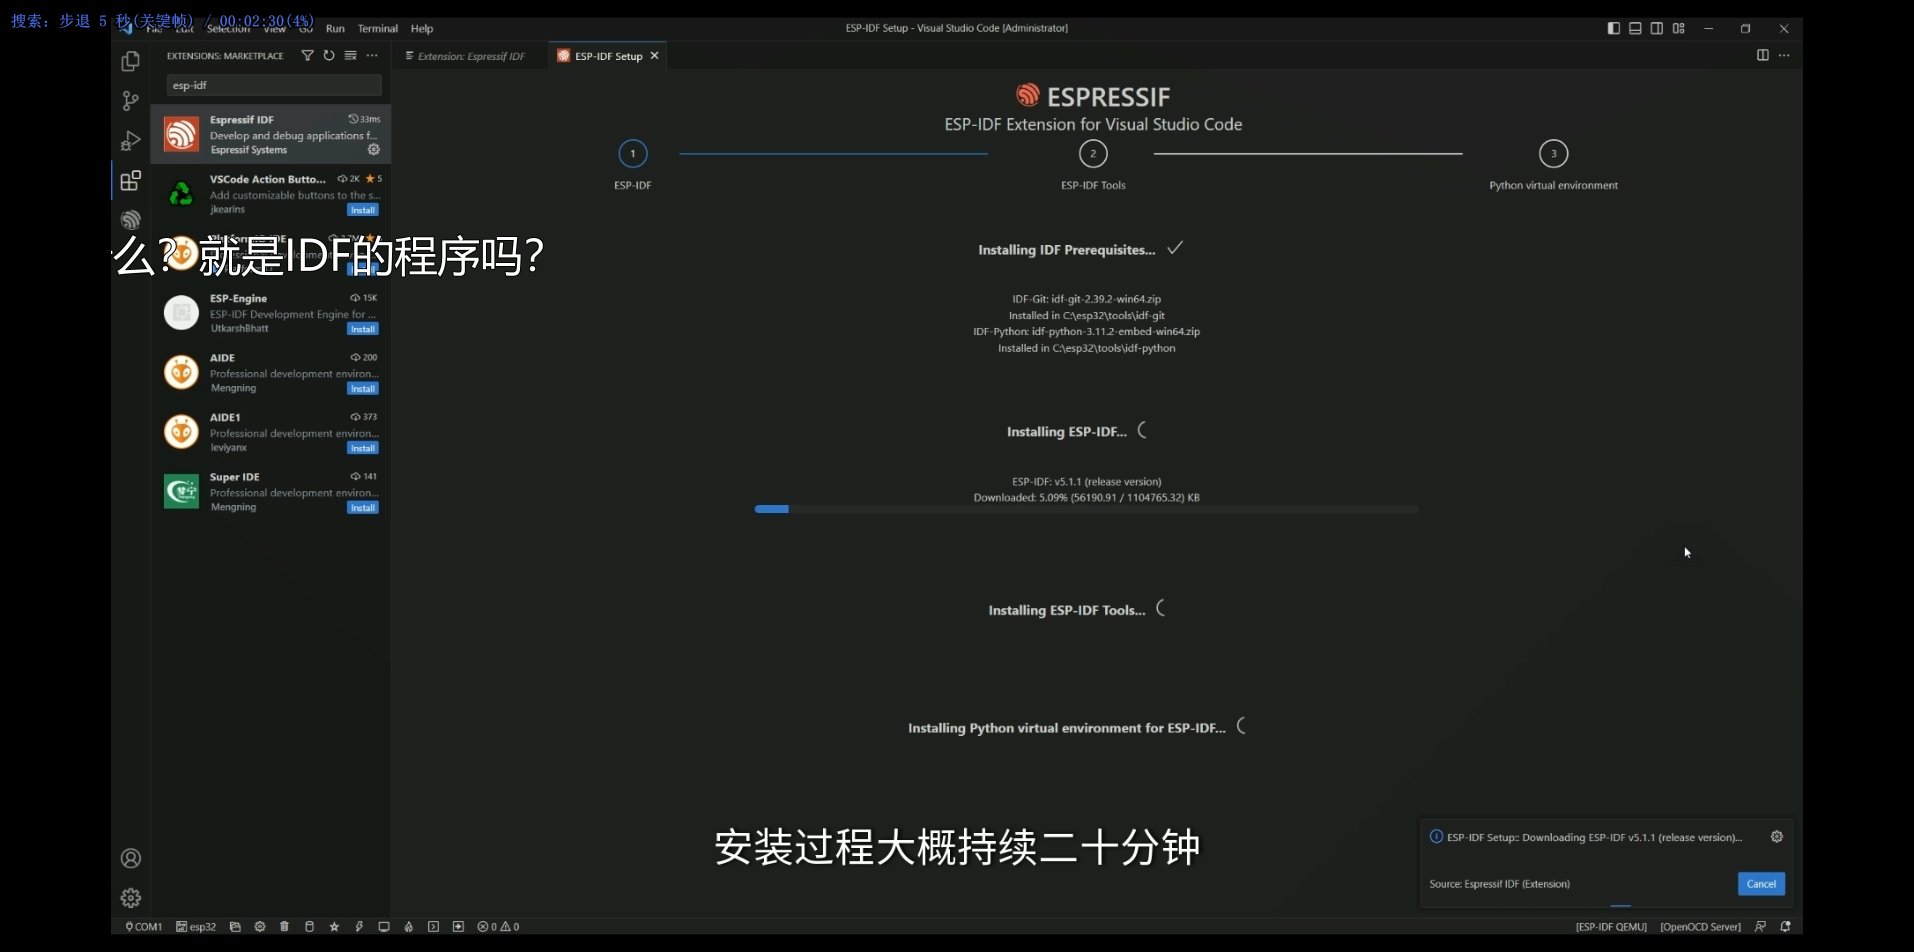 搜索: 步退 5 秒(关键帧) / 00:02:30(4%)
File Edit Selection View Go Run Terminal Help
ESP-IDF Setup - Visual Studio Code [Administrator]
EXTENSIONS: MARKETPLACE
Extension: Espressif IDF
ESP-IDF Setup
esp-idf
Espressif IDF 33ms
Develop and debug applications f...
Espressif Systems
VSCode Action Butto... 2K 5
Add customizable buttons to the s...
jkearins Install
么？就是IDF的程序吗？
ESP-Engine 15K
ESP-IDF Development Engine for ...
UtkarshBhatt Install
AIDE 200
Professional development environ...
Mengning Install
AIDE1 373
Professional development environ...
leviyanx Install
Super IDE 141
Professional development environ...
Mengning Install
ESPRESSIF
ESP-IDF Extension for Visual Studio Code
1 2 3
ESP-IDF ESP-IDF Tools Python virtual environment
Installing IDF Prerequisites...
IDF-Git: idf-git-2.39.2-win64.zip
Installed in C:\esp32\tools\idf-git
IDF-Python: idf-python-3.11.2-embed-win64.zip
Installed in C:\esp32\tools\idf-python
Installing ESP-IDF...
ESP-IDF: v5.1.1 (release version)
Downloaded: 5.09% (56190.91 / 1104765.32) KB
Installing ESP-IDF Tools...
Installing Python virtual environment for ESP-IDF...
安装过程大概持续二十分钟
ESP-IDF Setup:: Downloading ESP-IDF v5.1.1 (release version)...
Source: Espressif IDF (Extension) Cancel
COM1 esp32 0 0 [ESP-IDF QEMU] [OpenOCD Server]